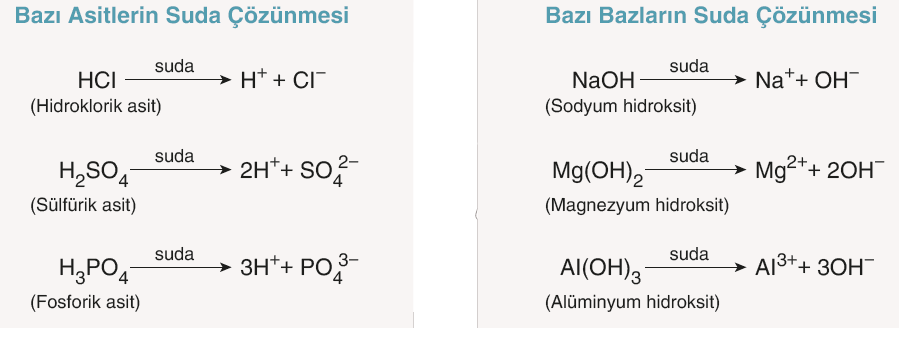 Bazı Asitlerin Suda Çözünmesi
HCl suda → H⁺ + Cl⁻
(Hidroklorik asit)
H₂SO₄ suda → 2H⁺ + SO₄²⁻
(Sülfürik asit)
H₃PO₄ suda → 3H⁺ + PO₄³⁻
(Fosforik asit)
Bazı Bazların Suda Çözünmesi
NaOH suda → Na⁺ + OH⁻
(Sodyum hidroksit)
Mg(OH)₂ suda → Mg²⁺ + 2OH⁻
(Magnezyum hidroksit)
Al(OH)₃ suda → Al³⁺ + 3OH⁻
(Alüminyum hidroksit)